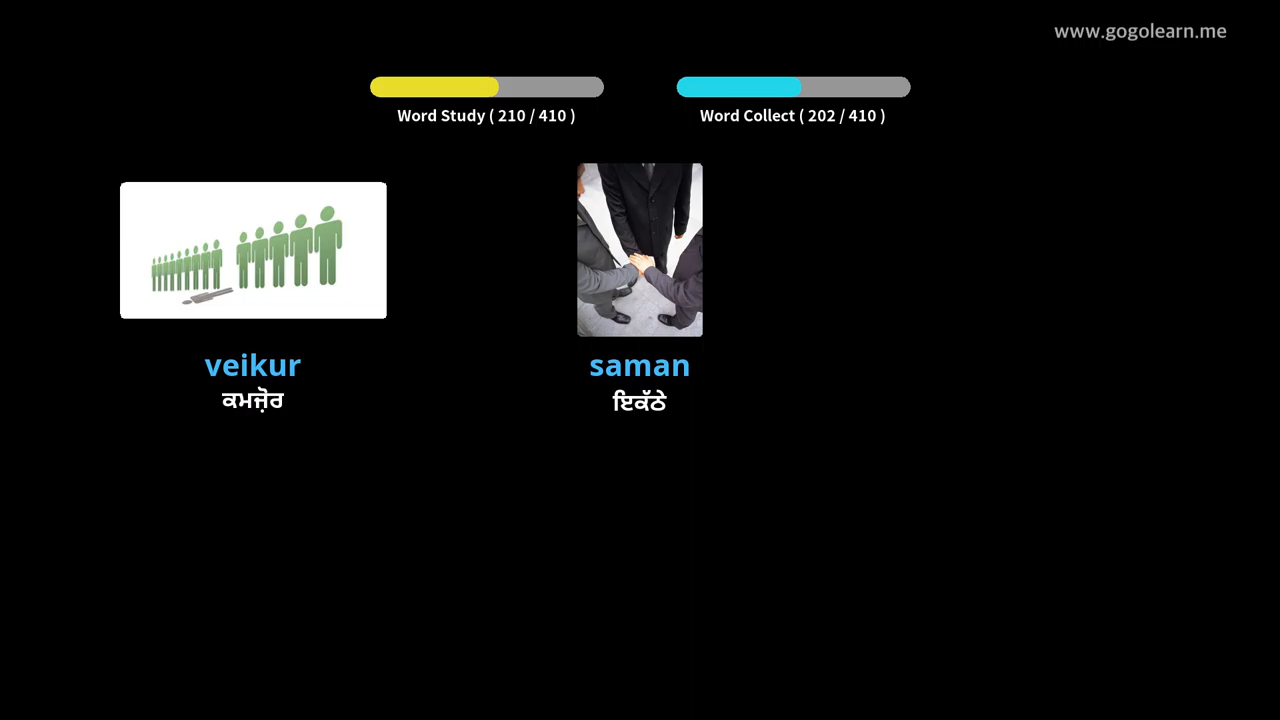 www.gogolearn.me
Word Study ( 210 / 410 )
Word Collect ( 202 / 410 )
veikur
ਕਮਜ਼ੋਰ
saman
ਇਕੱਠੇ